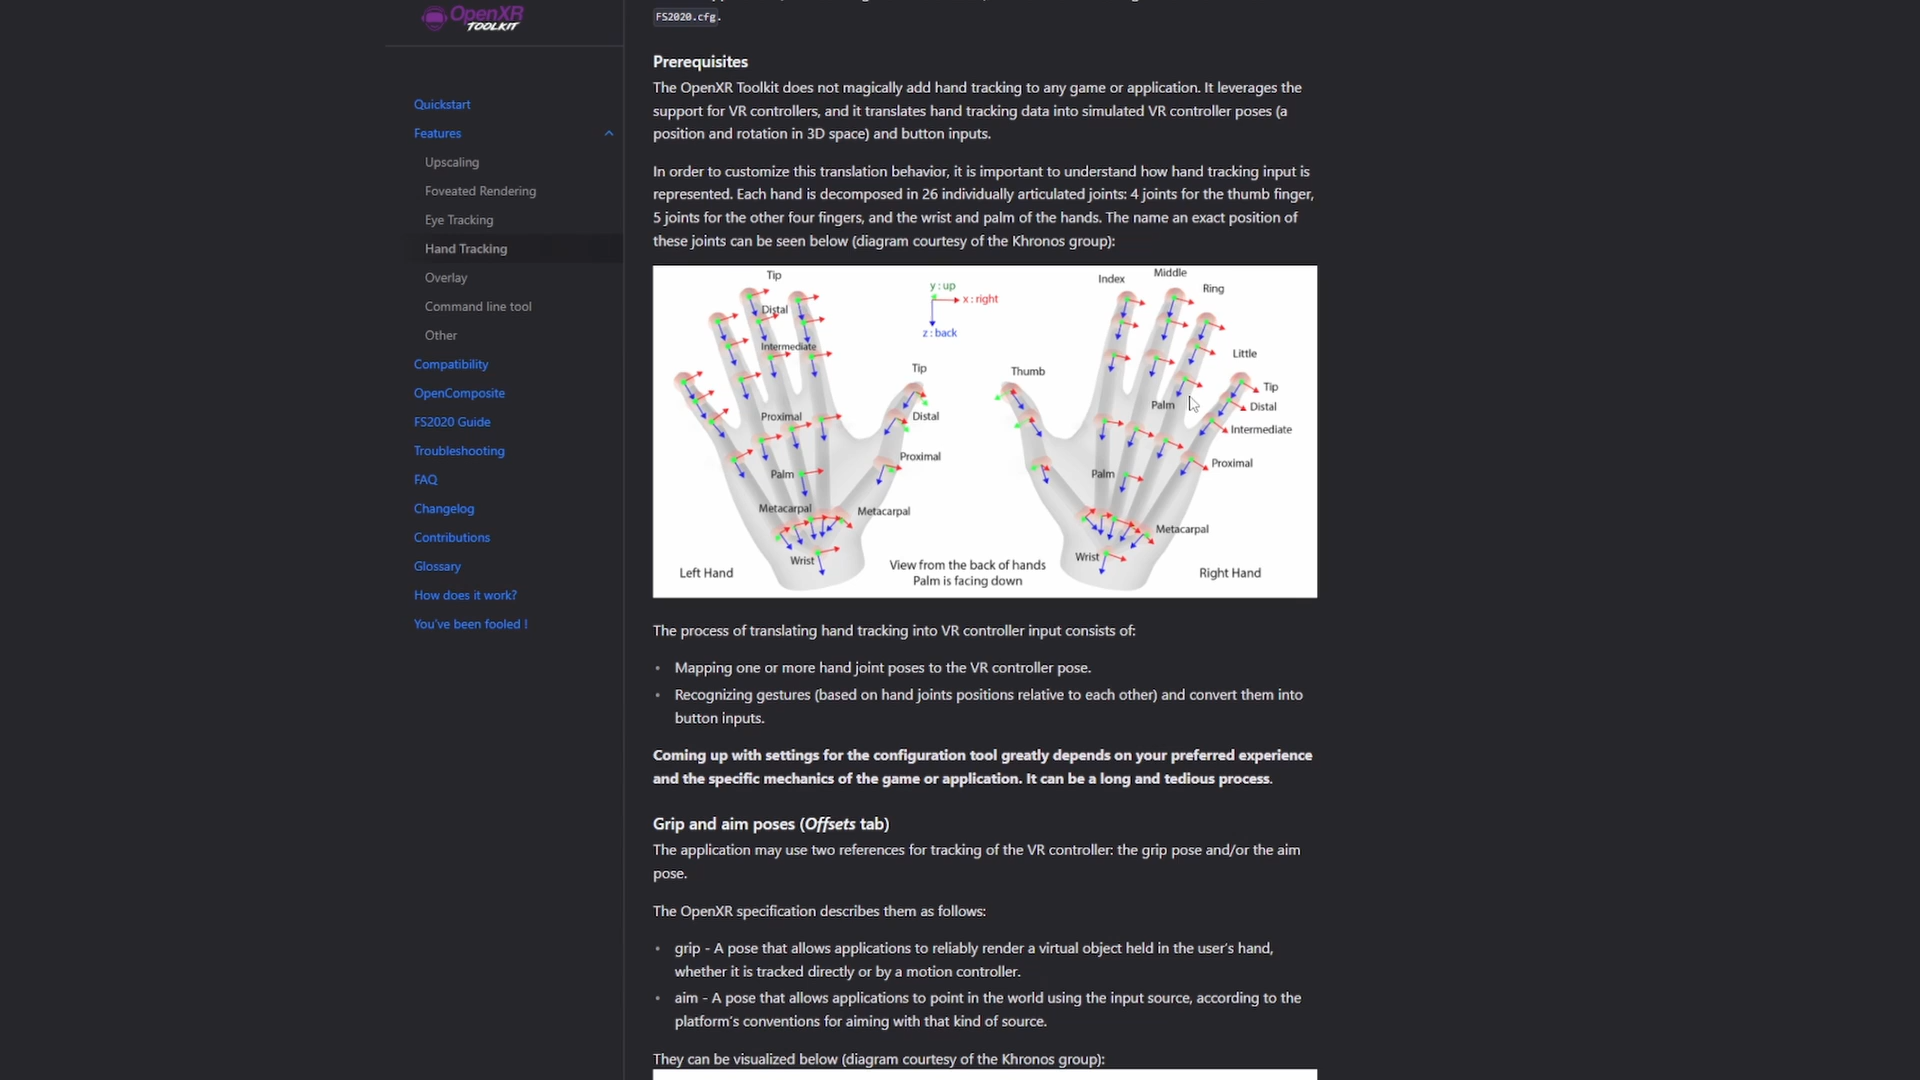 OpenXR
TOOLKIT
Quickstart
Features
Upscaling
Foveated Rendering
Eye Tracking
Hand Tracking
Overlay
Command line tool
Other
Compatibility
OpenComposite
FS2020 Guide
Troubleshooting
FAQ
Changelog
Contributions
Glossary
How does it work?
You've been fooled !
FS2020.cfg.
Prerequisites
The OpenXR Toolkit does not magically add hand tracking to any game or application. It leverages the
support for VR controllers, and it translates hand tracking data into simulated VR controller poses (a
position and rotation in 3D space) and button inputs.
In order to customize this translation behavior, it is important to understand how hand tracking input is
represented. Each hand is decomposed in 26 individually articulated joints: 4 joints for the thumb finger,
5 joints for the other four fingers, and the wrist and palm of the hands. The name an exact position of
these joints can be seen below (diagram courtesy of the Khronos group):
Tip
Distal
Intermediate
Proximal
Palm
Metacarpal
Wrist
Left Hand
Tip
Distal
Proximal
Metacarpal
y : up
x : right
z : back
View from the back of hands
Palm is facing down
Thumb
Index
Middle
Ring
Little
Tip
Distal
Intermediate
Proximal
Palm
Palm
Metacarpal
Wrist
Right Hand
The process of translating hand tracking into VR controller input consists of:
• Mapping one or more hand joint poses to the VR controller pose.
• Recognizing gestures (based on hand joints positions relative to each other) and convert them into
button inputs.
Coming up with settings for the configuration tool greatly depends on your preferred experience
and the specific mechanics of the game or application. It can be a long and tedious process.
Grip and aim poses (Offsets tab)
The application may use two references for tracking of the VR controller: the grip pose and/or the aim
pose.
The OpenXR specification describes them as follows:
• grip - A pose that allows applications to reliably render a virtual object held in the user's hand,
whether it is tracked directly or by a motion controller.
• aim - A pose that allows applications to point in the world using the input source, according to the
platform's conventions for aiming with that kind of source.
They can be visualized below (diagram courtesy of the Khronos group):